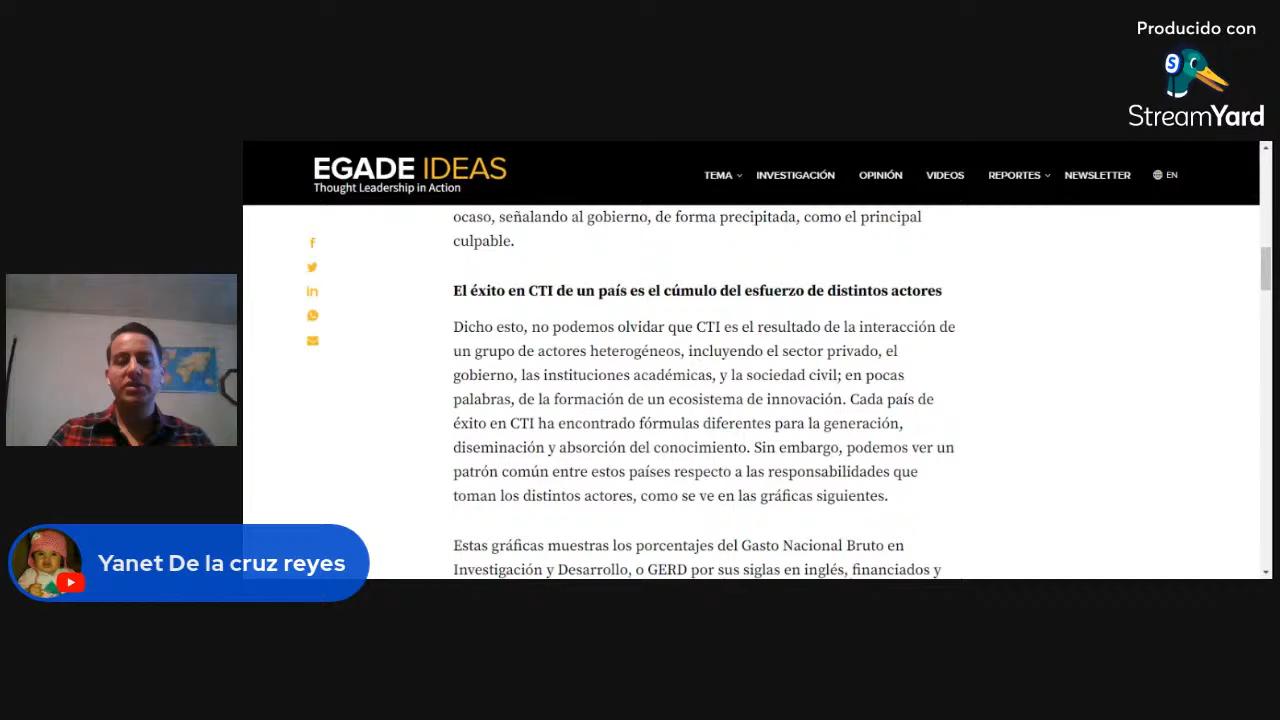 Producido con
StreamYard
EGADE IDEAS
Thought Leadership in Action
TEMA INVESTIGACIÓN OPINIÓN VIDEOS REPORTES NEWSLETTER EN
ocaso, señalando al gobierno, de forma precipitada, como el principal
culpable.
El éxito en CTI de un país es el cúmulo del esfuerzo de distintos actores
Dicho esto, no podemos olvidar que CTI es el resultado de la interacción de
un grupo de actores heterogéneos, incluyendo el sector privado, el
gobierno, las instituciones académicas, y la sociedad civil; en pocas
palabras, de la formación de un ecosistema de innovación. Cada país de
éxito en CTI ha encontrado fórmulas diferentes para la generación,
diseminación y absorción del conocimiento. Sin embargo, podemos ver un
patrón común entre estos países respecto a las responsabilidades que
toman los distintos actores, como se ve en las gráficas siguientes.
Estas gráficas muestras los porcentajes del Gasto Nacional Bruto en
Investigación y Desarrollo, o GERD por sus siglas en inglés, financiados y
Yanet De la cruz reyes